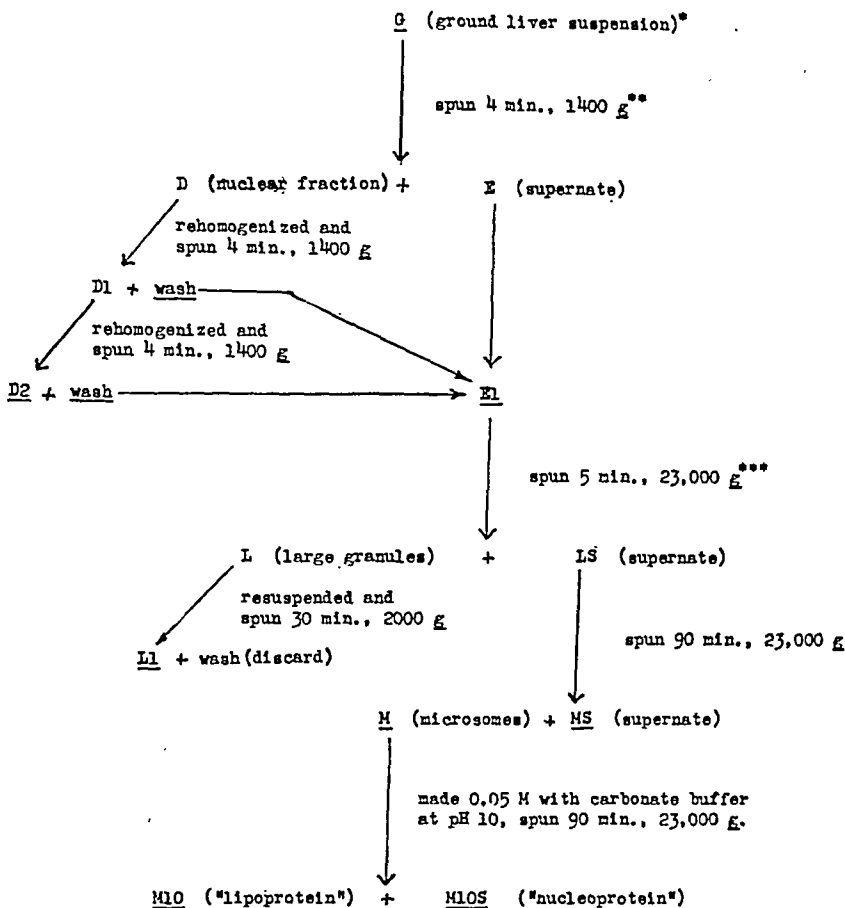 G (ground liver suspension)*
spun 4 min., 1400 g**
D (nuclear fraction) + E (supernate)
rehomogenized and
spun 4 min., 1400 g
D1 + wash
rehomogenized and
spun 4 min., 1400 g
D2 + wash E1
spun 5 min., 23,000 g***
L (large granules) + LS (supernate)
resuspended and
spun 30 min., 2000 g
spun 90 min., 23,000 g
L1 + wash (discard)
M (microsomes) + MS (supernate)
made 0.05 M with carbonate buffer
at pH 10, spun 90 min., 23,000 g.
M10 ("lipoprotein") + M10S ("nucleoprotein")